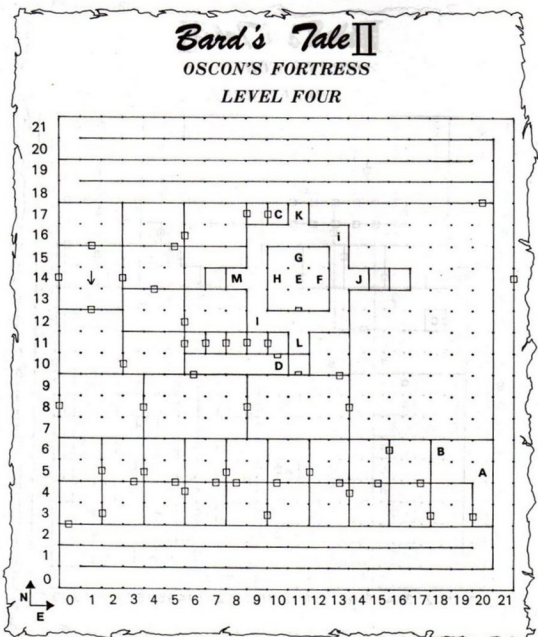 Bard's Tale II
OSCON'S FORTRESS
LEVEL FOUR
21
20
19
18
17 C K
16 i
15 G
14 M H E F J
13
12 I
11 L
10 D
9
8
7
6 B
5 A
4
3
2
1
0
N
E
0 1 2 3 4 5 6 7 8 9 10 11 12 13 14 15 16 17 18 19 20 21